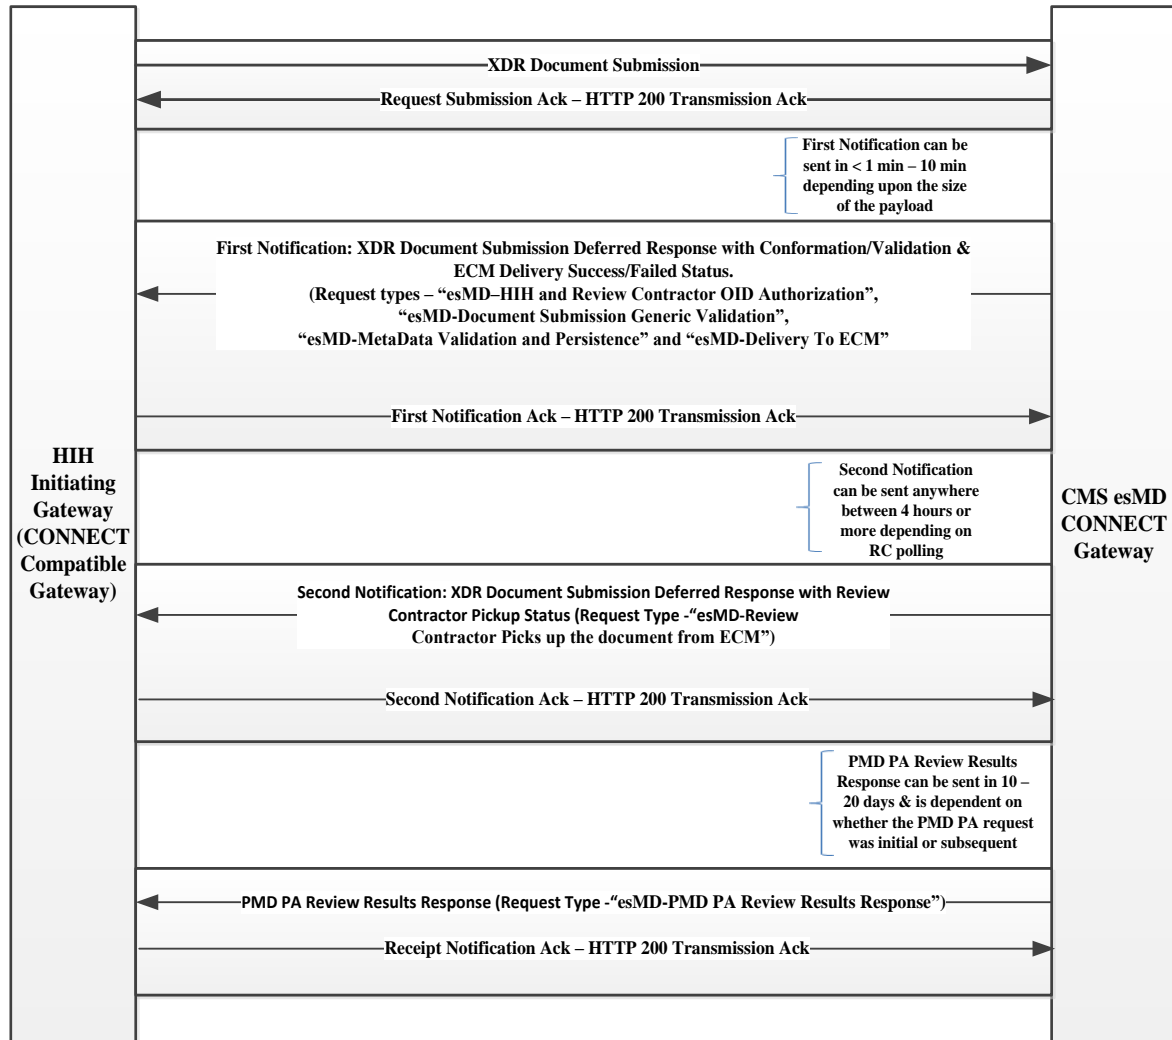 XDR Document Submission
Request Submission Ack – HTTP 200 Transmission Ack
First Notification can be
sent in < 1 min – 10 min
depending upon the size
of the payload
First Notification: XDR Document Submission Deferred Response with Conformation/Validation &
ECM Delivery Success/Failed Status.
(Request types – “esMD–HIH and Review Contractor OID Authorization”,
“esMD-Document Submission Generic Validation”,
“esMD-MetaData Validation and Persistence” and “esMD-Delivery To ECM”
First Notification Ack – HTTP 200 Transmission Ack
HIH
Initiating
Gateway
(CONNECT
Compatible
Gateway)
Second Notification
can be sent anywhere
between 4 hours or
more depending on
RC polling
CMS esMD
CONNECT
Gateway
Second Notification: XDR Document Submission Deferred Response with Review
Contractor Pickup Status (Request Type -“esMD-Review
Contractor Picks up the document from ECM”)
Second Notification Ack – HTTP 200 Transmission Ack
PMD PA Review Results
Response can be sent in 10 –
20 days & is dependent on
whether the PMD PA request
was initial or subsequent
PMD PA Review Results Response (Request Type -“esMD-PMD PA Review Results Response”)
Receipt Notification Ack – HTTP 200 Transmission Ack